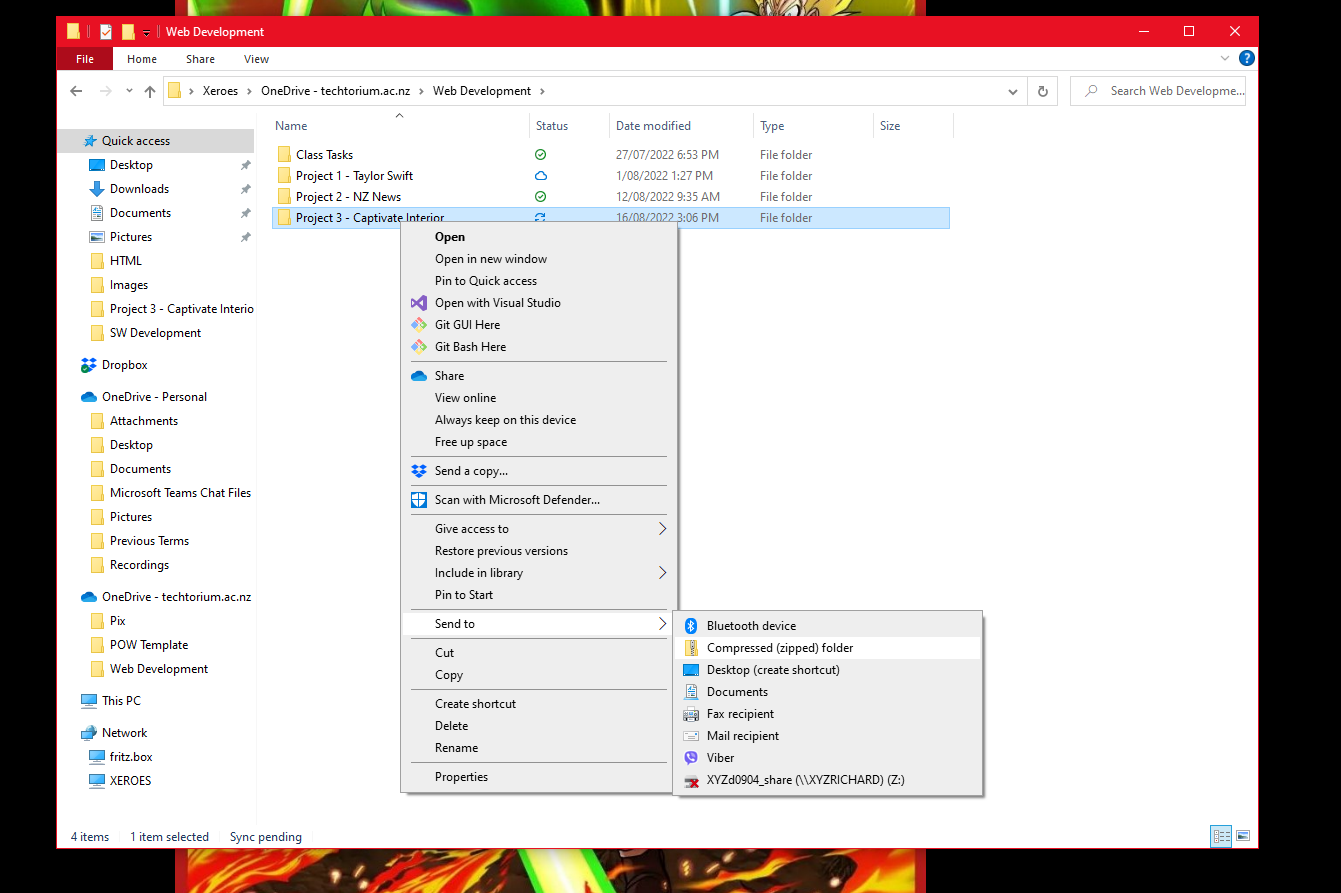 Web Development
File Home Share View
Xeroes OneDrive - techtorium.ac.nz Web Development Search Web Developme...
Name Status Date modified Type Size
Quick access
Desktop
Downloads
Documents
Pictures
HTML
Images
Project 3 - Captivate Interio
SW Development
Dropbox
OneDrive - Personal
Attachments
Desktop
Documents
Microsoft Teams Chat Files
Pictures
Previous Terms
Recordings
OneDrive - techtorium.ac.nz
Pix
POW Template
Web Development
This PC
Network
fritz.box
XEROES
Class Tasks 27/07/2022 6:53 PM File folder
Project 1 - Taylor Swift 1/08/2022 1:27 PM File folder
Project 2 - NZ News 12/08/2022 9:35 AM File folder
Project 3 - Captivate Interior 16/08/2022 3:06 PM File folder
Open
Open in new window
Pin to Quick access
Open with Visual Studio
Git GUI Here
Git Bash Here
Share
View online
Always keep on this device
Free up space
Send a copy...
Scan with Microsoft Defender...
Give access to
Restore previous versions
Include in library
Pin to Start
Send to
Cut
Copy
Create shortcut
Delete
Rename
Properties
Bluetooth device
Compressed (zipped) folder
Desktop (create shortcut)
Documents
Fax recipient
Mail recipient
Viber
XYZd0904_share (\\XYZRICHARD) (Z:)
4 items 1 item selected Sync pending